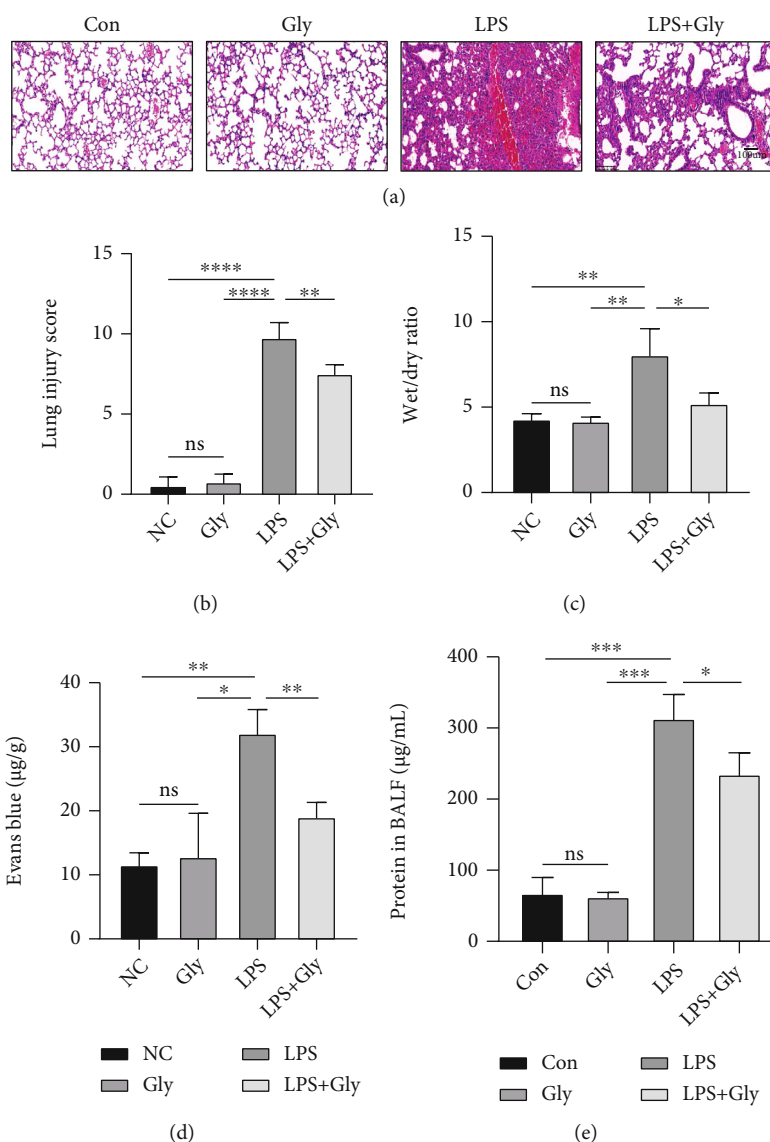 Con Gly LPS LPS+Gly
100um
(a)
15
10
5
0
Lung injury score
****
**** **
ns
NC Gly LPS LPS+Gly
(b)
15
10
5
0
Wet/dry ratio
**
** *
ns
NC Gly LPS LPS+Gly
(c)
40
30
20
10
0
Evans blue (μg/g)
**
* **
ns
NC Gly LPS LPS+Gly
NC LPS
Gly LPS+Gly
(d)
400
300
200
100
0
Protein in BALF (μg/mL)
***
*** *
ns
Con Gly LPS LPS+Gly
Con LPS
Gly LPS+Gly
(e)